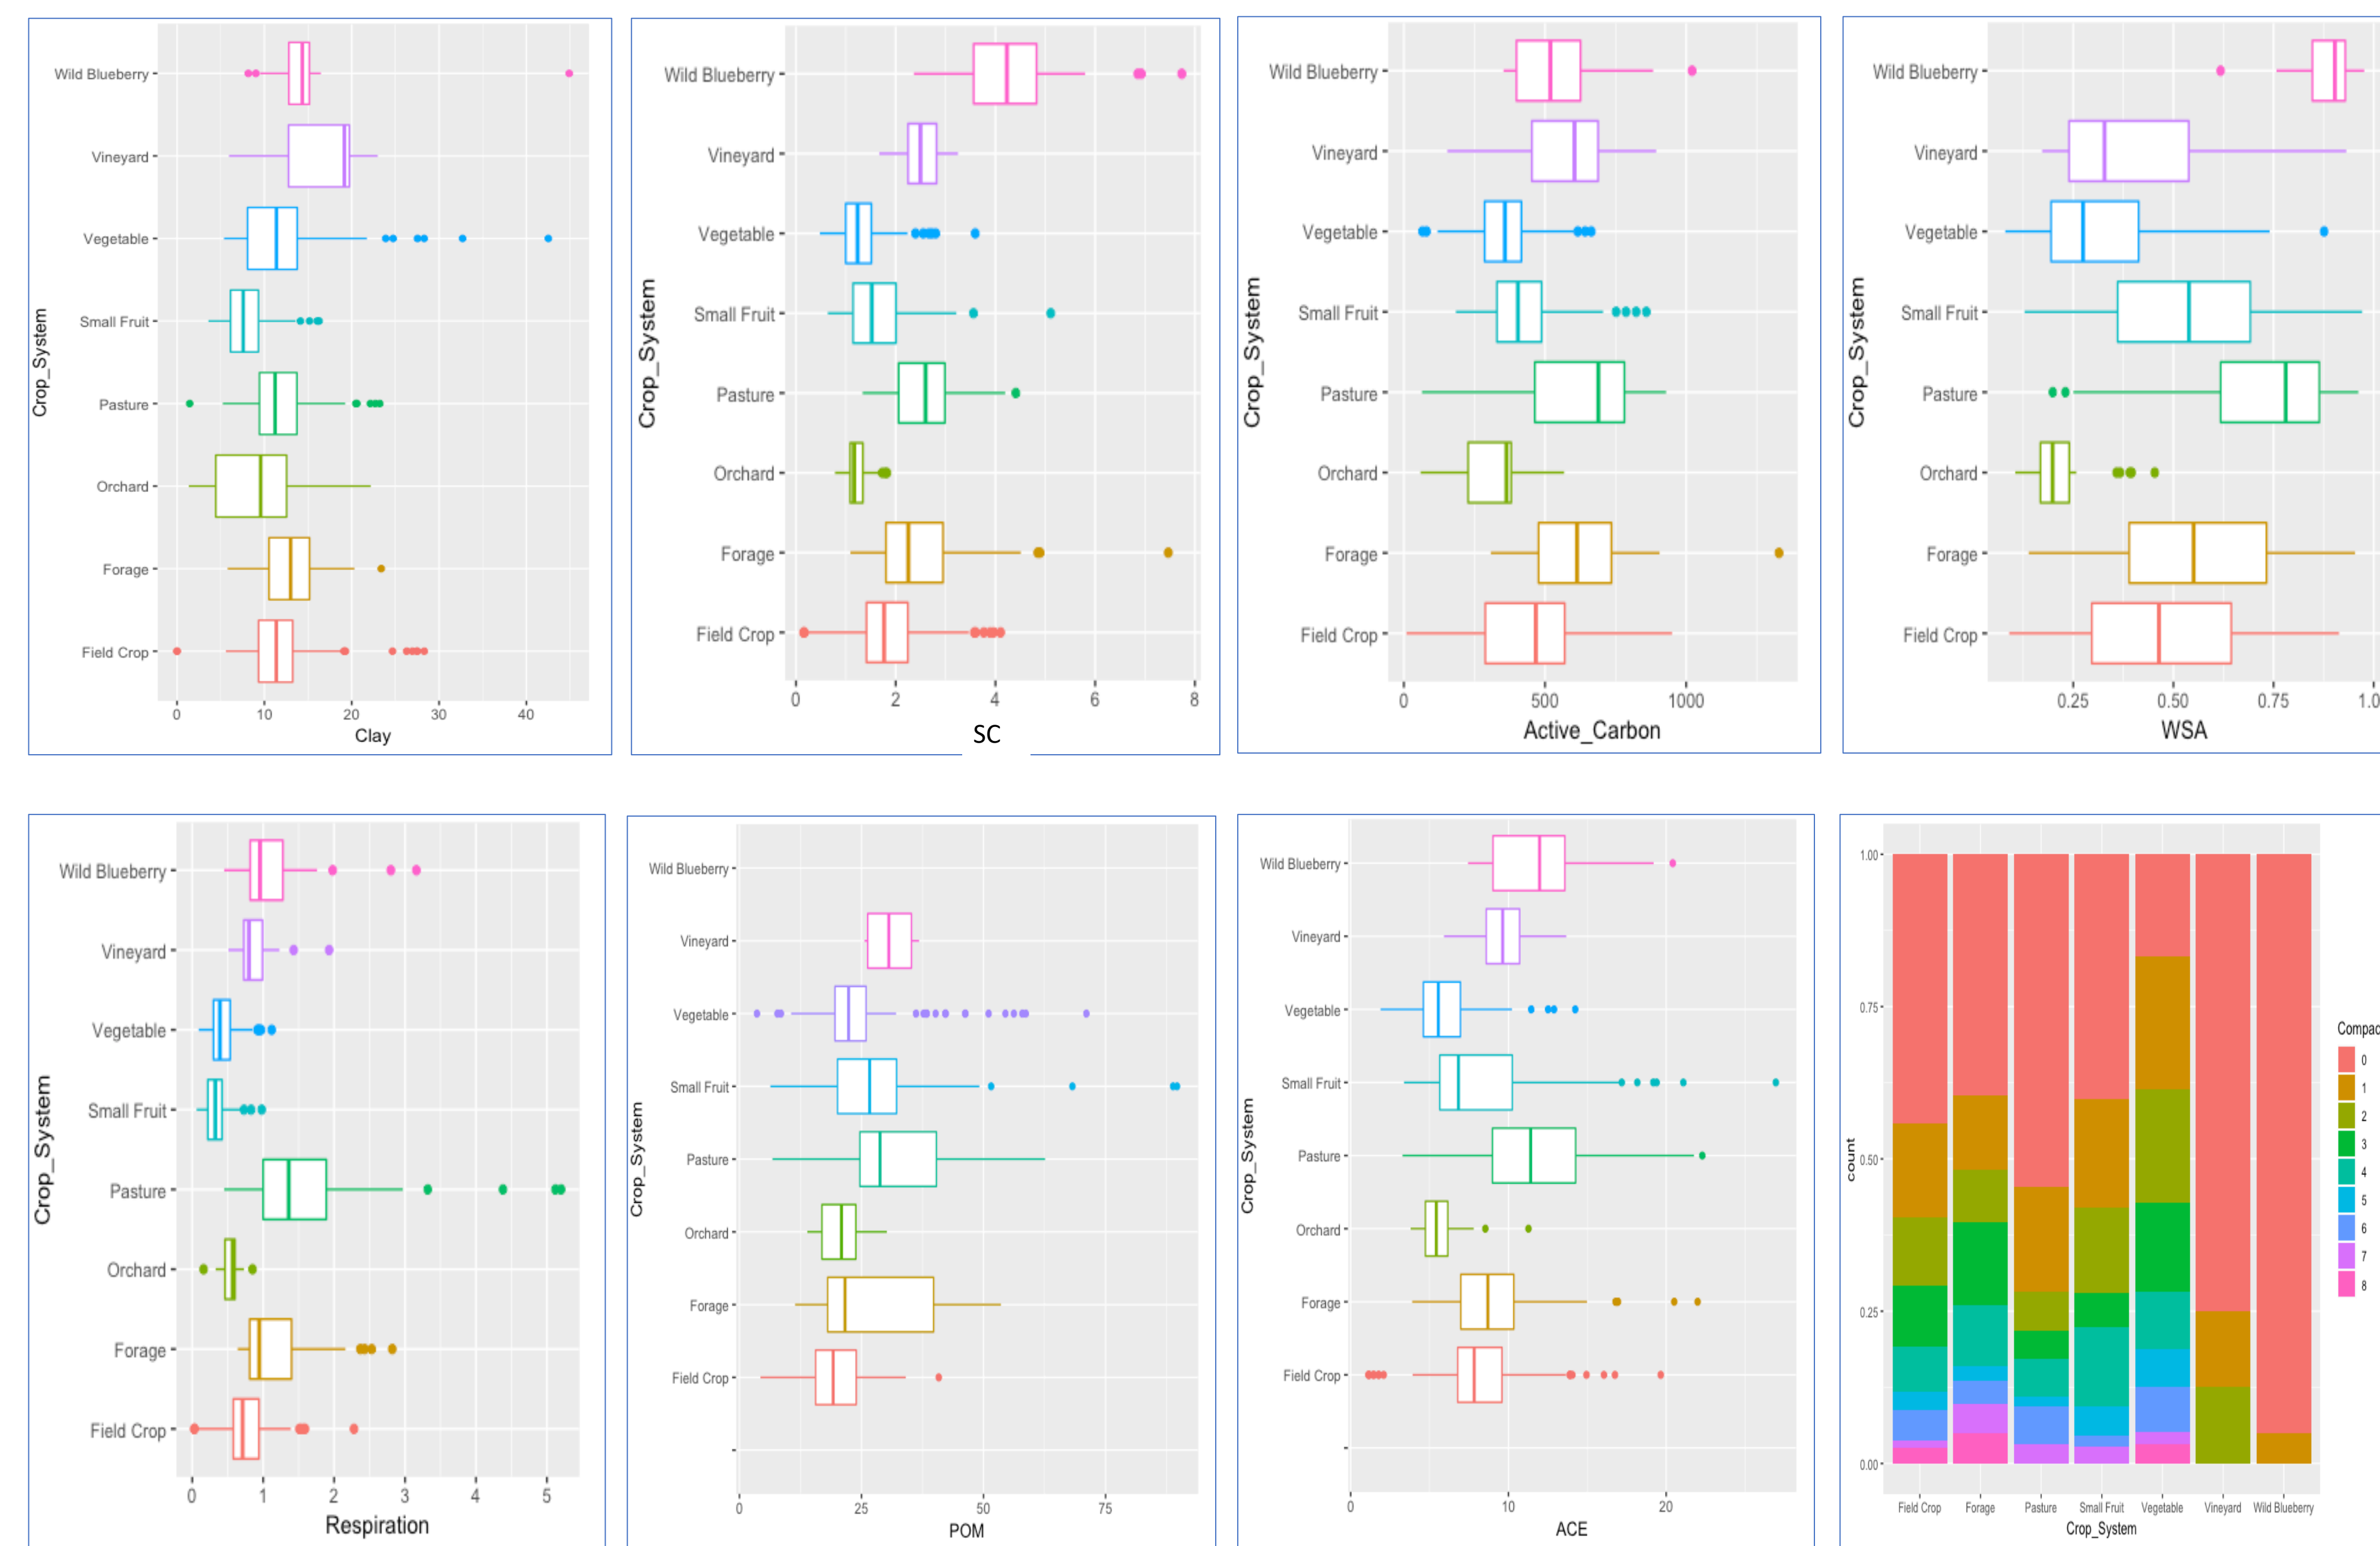 Wild Blueberry
Vineyard
Vegetable
Small Fruit
Pasture
Orchard
Forage
Field Crop
Crop_System
0 10 20 30 40
Clay
Wild Blueberry
Vineyard
Vegetable
Small Fruit
Pasture
Orchard
Forage
Field Crop
Crop_System
0 2 4 6 8
SC
Wild Blueberry
Vineyard
Vegetable
Small Fruit
Pasture
Orchard
Forage
Field Crop
Crop_System
0 500 1000
Active_Carbon
Wild Blueberry
Vineyard
Vegetable
Small Fruit
Pasture
Orchard
Forage
Field Crop
Crop_System
0.25 0.50 0.75 1.0
WSA
Wild Blueberry
Vineyard
Vegetable
Small Fruit
Pasture
Orchard
Forage
Field Crop
Crop_System
0 1 2 3 4 5
Respiration
Wild Blueberry
Vineyard
Vegetable
Small Fruit
Pasture
Orchard
Forage
Field Crop
Crop_System
0 25 50 75
POM
Wild Blueberry
Vineyard
Vegetable
Small Fruit
Pasture
Orchard
Forage
Field Crop
Crop_System
0 10 20
ACE
1.00
0.75
0.50
0.25
0.00
count
Field Crop Forage Pasture Small Fruit Vegetable Vineyard Wild Blueberry
Crop_System
Compac
0
1
2
3
4
5
6
7
8